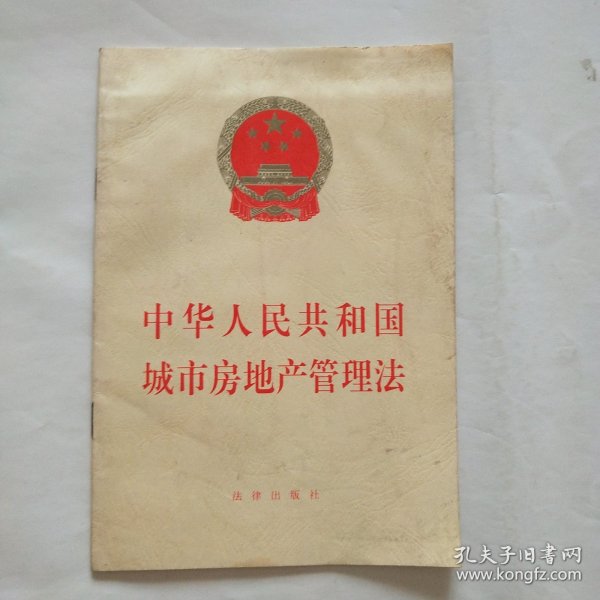 中华人民共和国
城市房地产管理法
法律出版社
孔夫子旧书网
www.kongfz.com